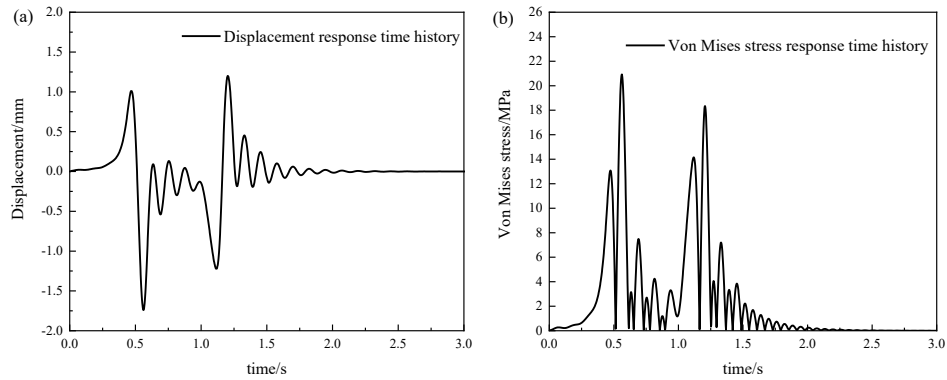 (a)
Displacement response time history
Displacement/mm
2.0
1.5
1.0
0.5
0.0
-0.5
-1.0
-1.5
-2.0
0.0 0.5 1.0 1.5 2.0 2.5 3.0
time/s
(b)
Von Mises stress response time history
Von Mises stress/MPa
26
24
22
20
18
16
14
12
10
8
6
4
2
0
0.0 0.5 1.0 1.5 2.0 2.5 3.0
time/s